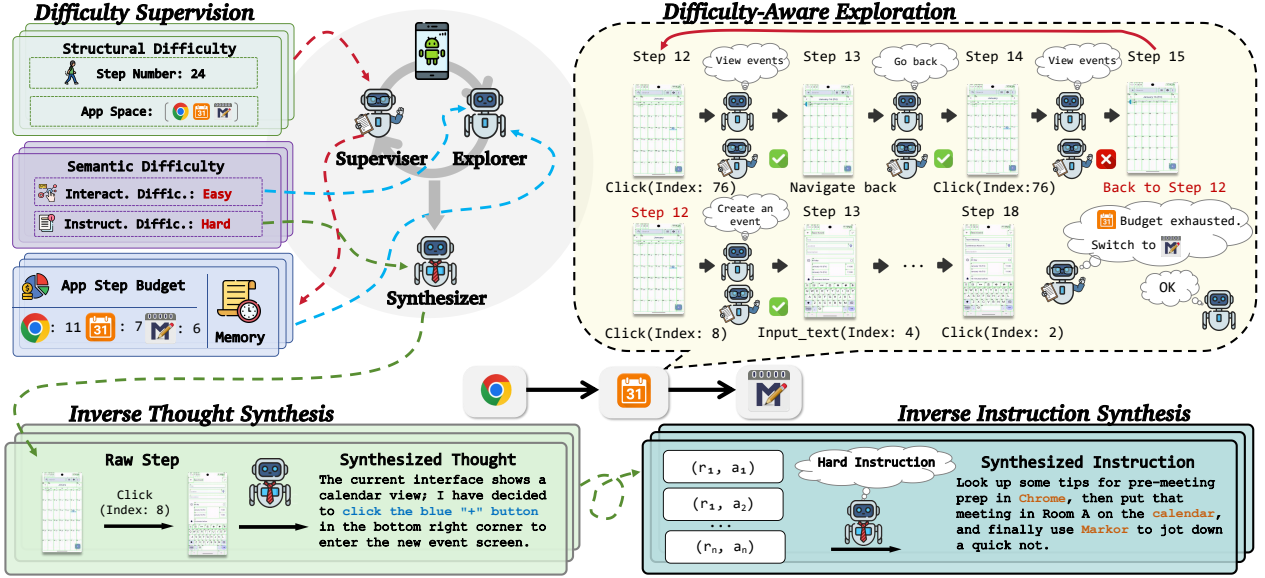 Difficulty Supervision
Structural Difficulty
Step Number: 24
App Space:
31
Semantic Difficulty
Interact. Diffic.: Easy
Instruct. Diffic.: Hard
App Step Budget
: 11
31
: 7
: 6
Memory
Superviser
Explorer
Synthesizer
Difficulty-Aware Exploration
Step 12
View events
Step 13
Go back
Step 14
View events
Step 15
Click(Index: 76)
Navigate back
Click(Index:76)
Back to Step 12
Step 12
Create an
event
Step 13
Step 18
...
31
Budget exhausted.
Switch to
OK
Click(Index: 8)
Input_text(Index: 4)
Click(Index: 2)
31
Inverse Thought Synthesis
Raw Step
Click
(Index: 8)
Synthesized Thought
The current interface shows a
calendar view; I have decided
to click the blue "+" button
in the bottom right corner to
enter the new event screen.
Inverse Instruction Synthesis
(r₁, a₁)
(r₁, a₂)
...
(rₙ, aₙ)
Hard Instruction
Synthesized Instruction
Look up some tips for pre-meeting
prep in Chrome, then put that
meeting in Room A on the calendar,
and finally use Markor to jot down
a quick not.